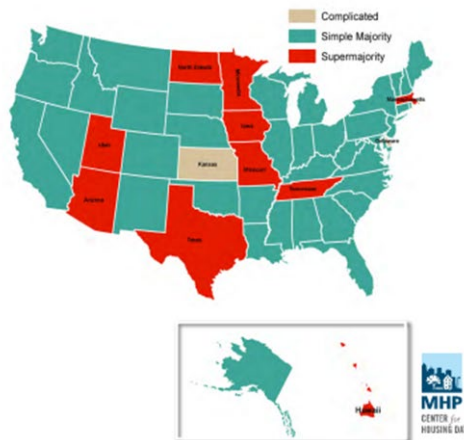 Complicated
Simple Majority
Supermajority
North Dakota
Minnesota
Massachusetts
Iowa
Utah
Delaware
Kansas
Missouri
Tennessee
Arizona
Texas
Hawaii
MHP
CENTER for
HOUSING DA